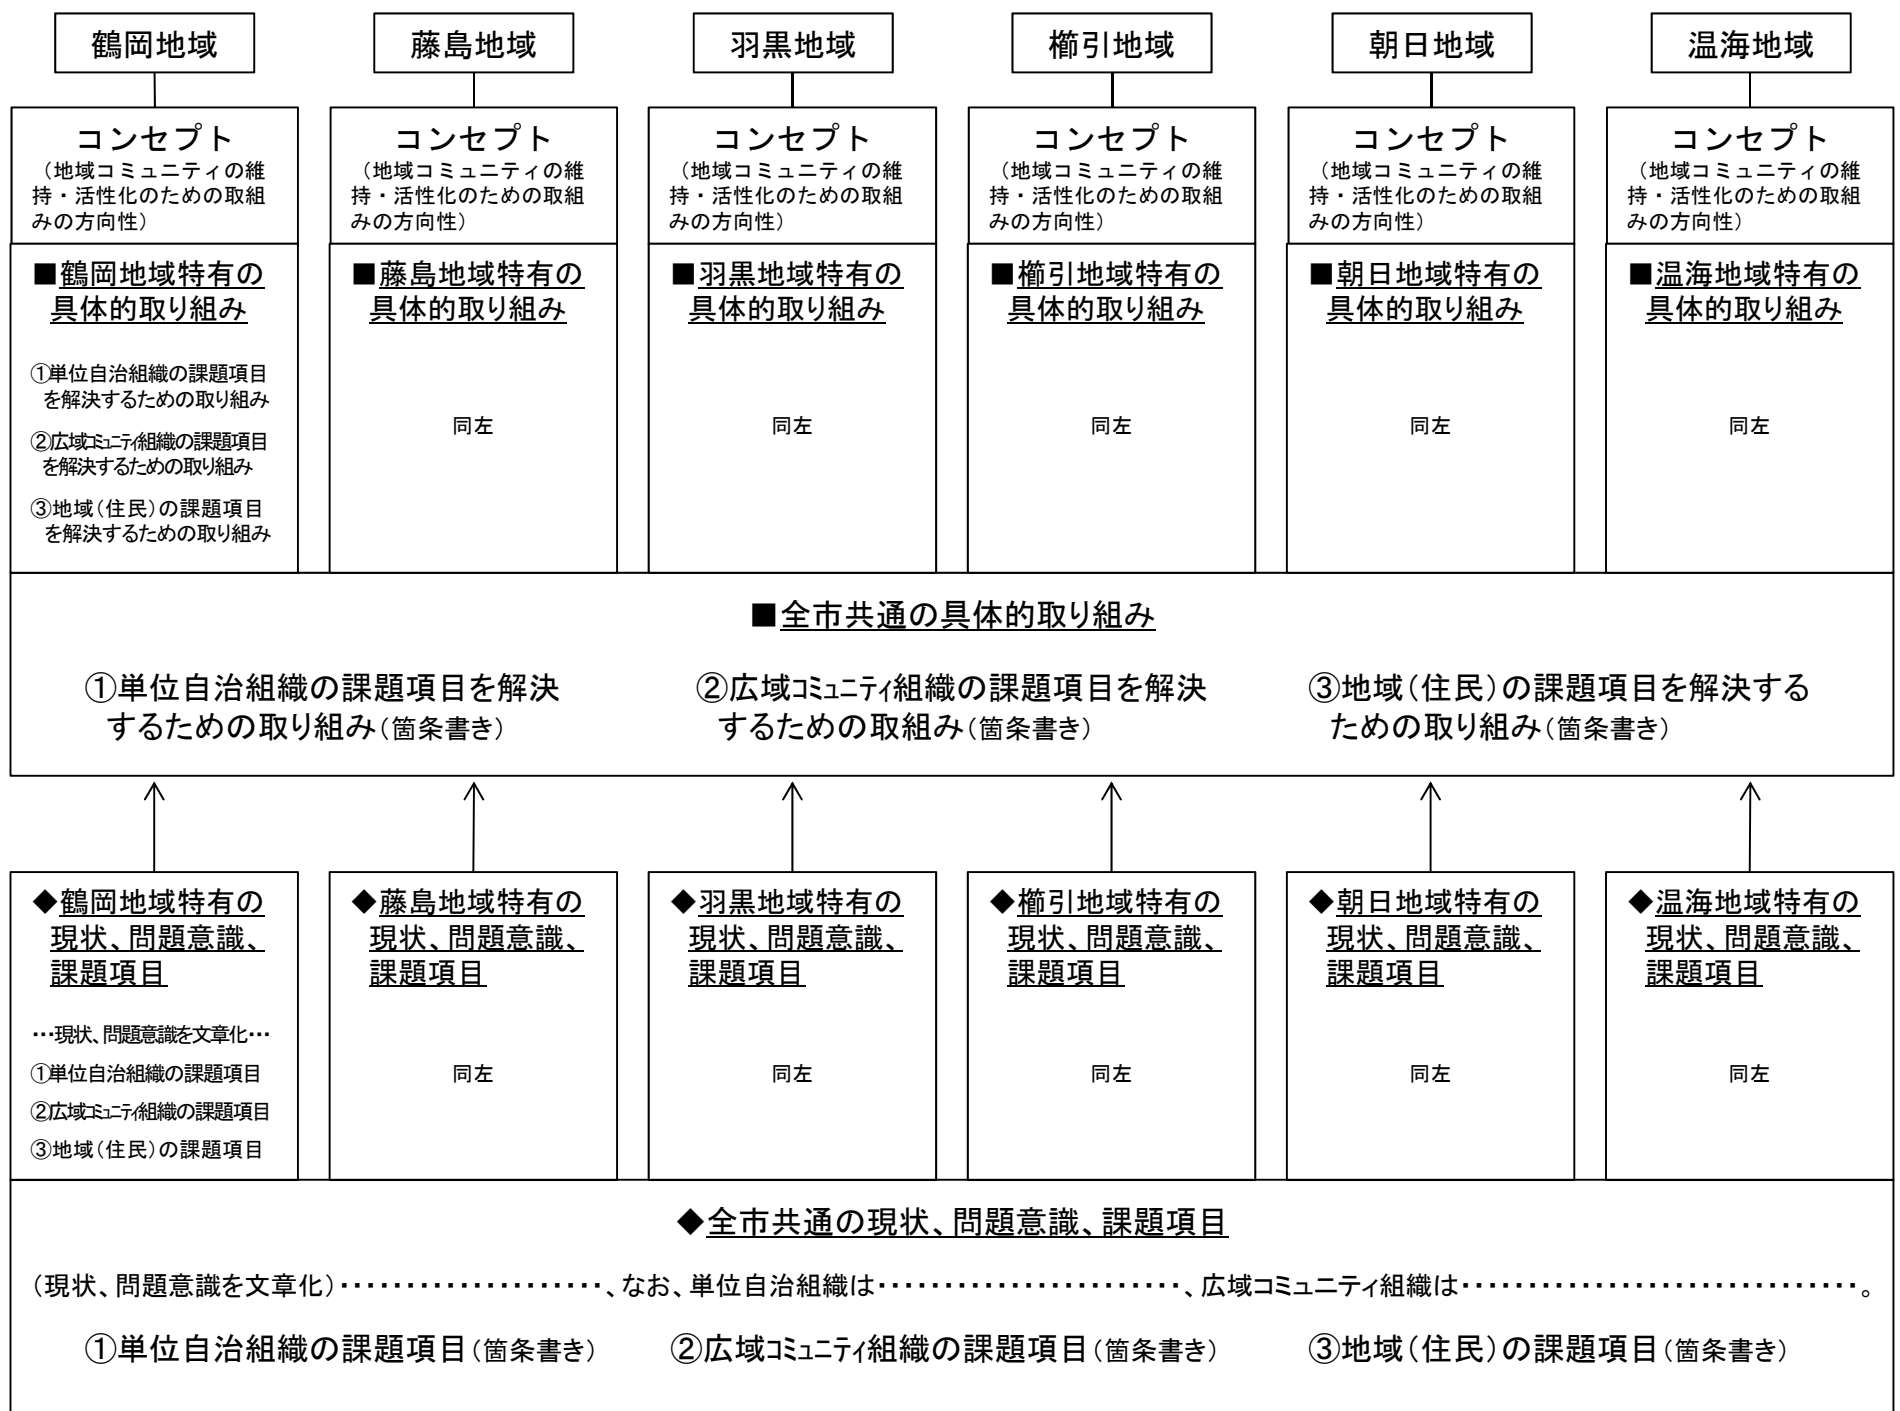 鶴岡地域
藤島地域
羽黒地域
櫛引地域
朝日地域
温海地域
コンセプト
（地域コミュニティの維
持・活性化のための取組
みの方向性）
コンセプト
（地域コミュニティの維
持・活性化のための取組
みの方向性）
コンセプト
（地域コミュニティの維
持・活性化のための取組
みの方向性）
コンセプト
（地域コミュニティの維
持・活性化のための取組
みの方向性）
コンセプト
（地域コミュニティの維
持・活性化のための取組
みの方向性）
コンセプト
（地域コミュニティの維
持・活性化のための取組
みの方向性）
■鶴岡地域特有の
具体的取り組み
①単位自治組織の課題項目
を解決するための取り組み
②広域ｺﾐｭﾆﾃｨ組織の課題項目
を解決するための取り組み
③地域（住民）の課題項目
を解決するための取り組み
■藤島地域特有の
具体的取り組み
同左
■羽黒地域特有の
具体的取り組み
同左
■櫛引地域特有の
具体的取り組み
同左
■朝日地域特有の
具体的取り組み
同左
■温海地域特有の
具体的取り組み
同左
■全市共通の具体的取り組み
①単位自治組織の課題項目を解決
するための取り組み（箇条書き）
②広域ｺﾐｭﾆﾃｨ組織の課題項目を解決
するための取組み（箇条書き）
③地域（住民）の課題項目を解決する
ための取り組み（箇条書き）
◆鶴岡地域特有の
現状、問題意識、
課題項目
…現状、問題意識を文章化…
①単位自治組織の課題項目
②広域ｺﾐｭﾆﾃｨ組織の課題項目
③地域（住民）の課題項目
◆藤島地域特有の
現状、問題意識、
課題項目
同左
◆羽黒地域特有の
現状、問題意識、
課題項目
同左
◆櫛引地域特有の
現状、問題意識、
課題項目
同左
◆朝日地域特有の
現状、問題意識、
課題項目
同左
◆温海地域特有の
現状、問題意識、
課題項目
同左
◆全市共通の現状、問題意識、課題項目
（現状、問題意識を文章化）・・・・・・・・・・・・・・・・・・・・、なお、単位自治組織は・・・・・・・・・・・・・・・・・・・・・・・、広域コミュニティ組織は・・・・・・・・・・・・・・・・・・・・・・・・・・・・・・。
①単位自治組織の課題項目（箇条書き）
②広域ｺﾐｭﾆﾃｨ組織の課題項目（箇条書き）
③地域（住民）の課題項目（箇条書き）